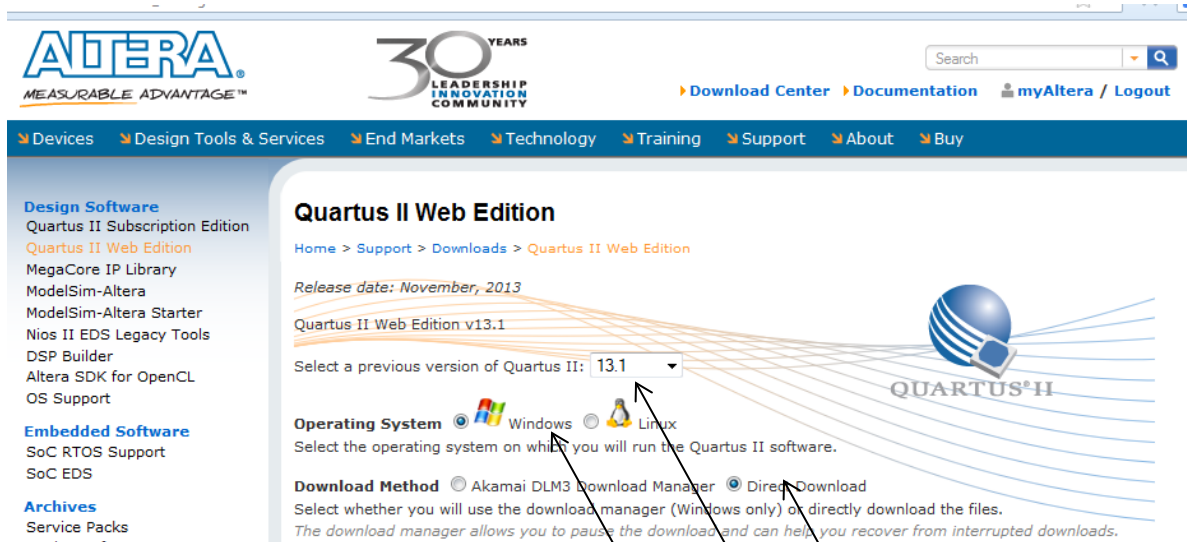 ALTERA®
MEASURABLE ADVANTAGE™
30 YEARS
LEADERSHIP
INNOVATION
COMMUNITY
Search
Download Center Documentation myAltera / Logout
Devices Design Tools & Services End Markets Technology Training Support About Buy
Design Software
Quartus II Subscription Edition
Quartus II Web Edition
MegaCore IP Library
ModelSim-Altera
ModelSim-Altera Starter
Nios II EDS Legacy Tools
DSP Builder
Altera SDK for OpenCL
OS Support
Embedded Software
SoC RTOS Support
SoC EDS
Archives
Service Packs
Quartus II Web Edition
Home > Support > Downloads > Quartus II Web Edition
Release date: November, 2013
Quartus II Web Edition v13.1
Select a previous version of Quartus II: 13.1
QUARTUS® II
Operating System Windows Linux
Select the operating system on which you will run the Quartus II software.
Download Method Akamai DLM3 Download Manager Direct Download
Select whether you will use the download manager (Windows only) or directly download the files.
The download manager allows you to pause the download and can help you recover from interrupted downloads.